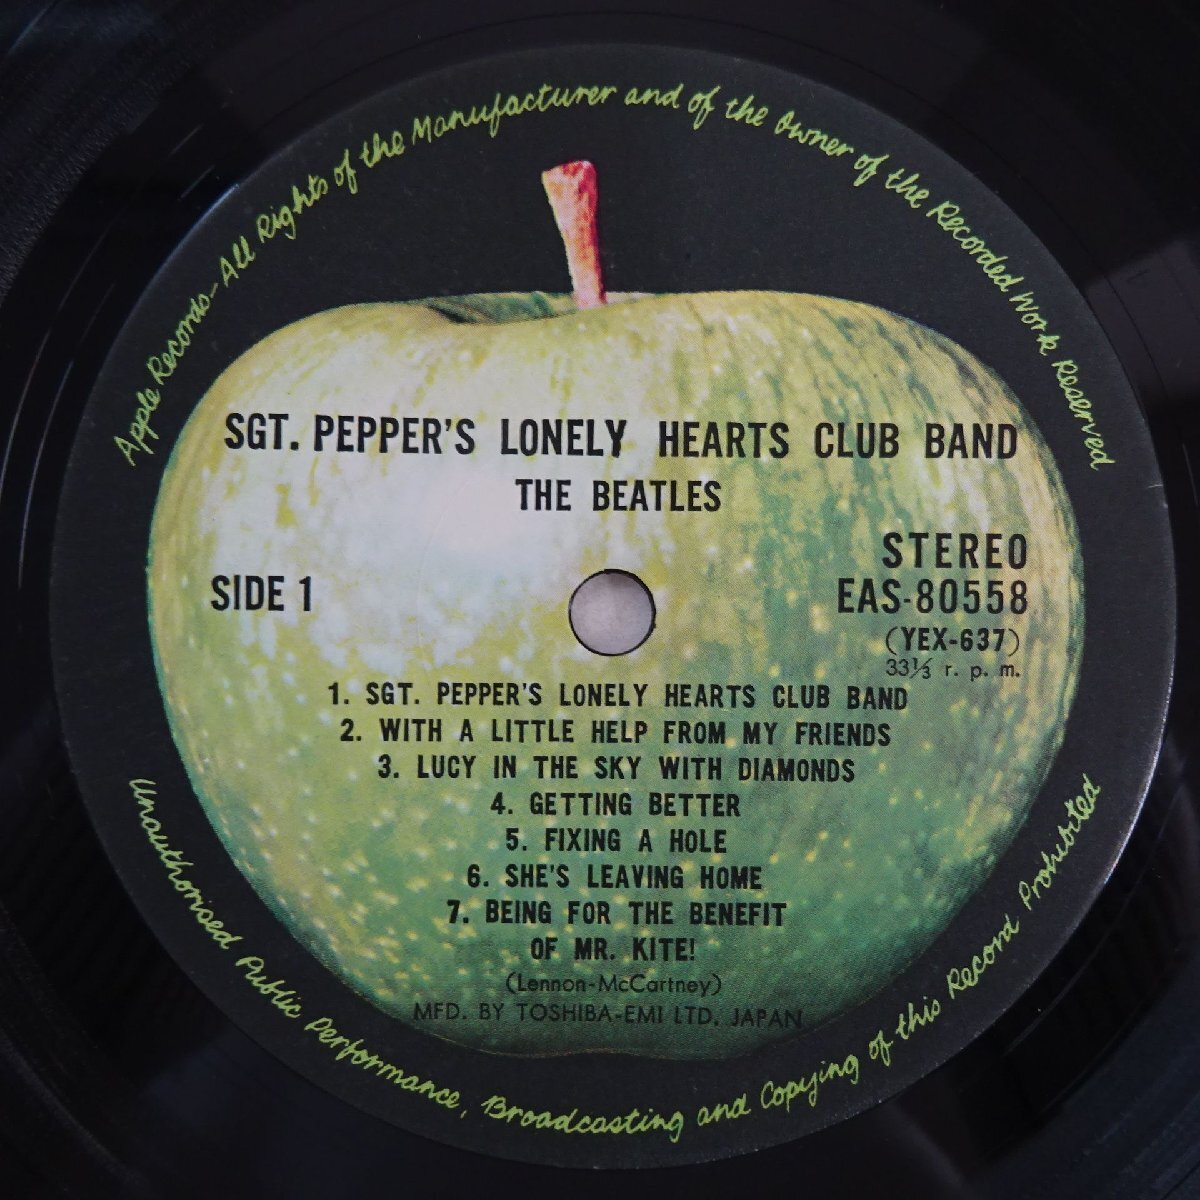 Apple Records-All Rights of the Manufacturer and of the Owner of the Recorded Work Reserved
SGT. PEPPER'S LONELY HEARTS CLUB BAND
THE BEATLES
STEREO
SIDE 1
EAS-80558
(YEX-637)
33⅓ r. p. m.
1. SGT. PEPPER'S LONELY HEARTS CLUB BAND
2. WITH A LITTLE HELP FROM MY FRIENDS
3. LUCY IN THE SKY WITH DIAMONDS
4. GETTING BETTER
5. FIXING A HOLE
6. SHE'S LEAVING HOME
7. BEING FOR THE BENEFIT
OF MR. KITE!
(Lennon-McCartney)
MFD. BY TOSHIBA-EMI LTD. JAPAN
Unauthorised Public Performance, Broadcasting and Copying of this Record Prohibited